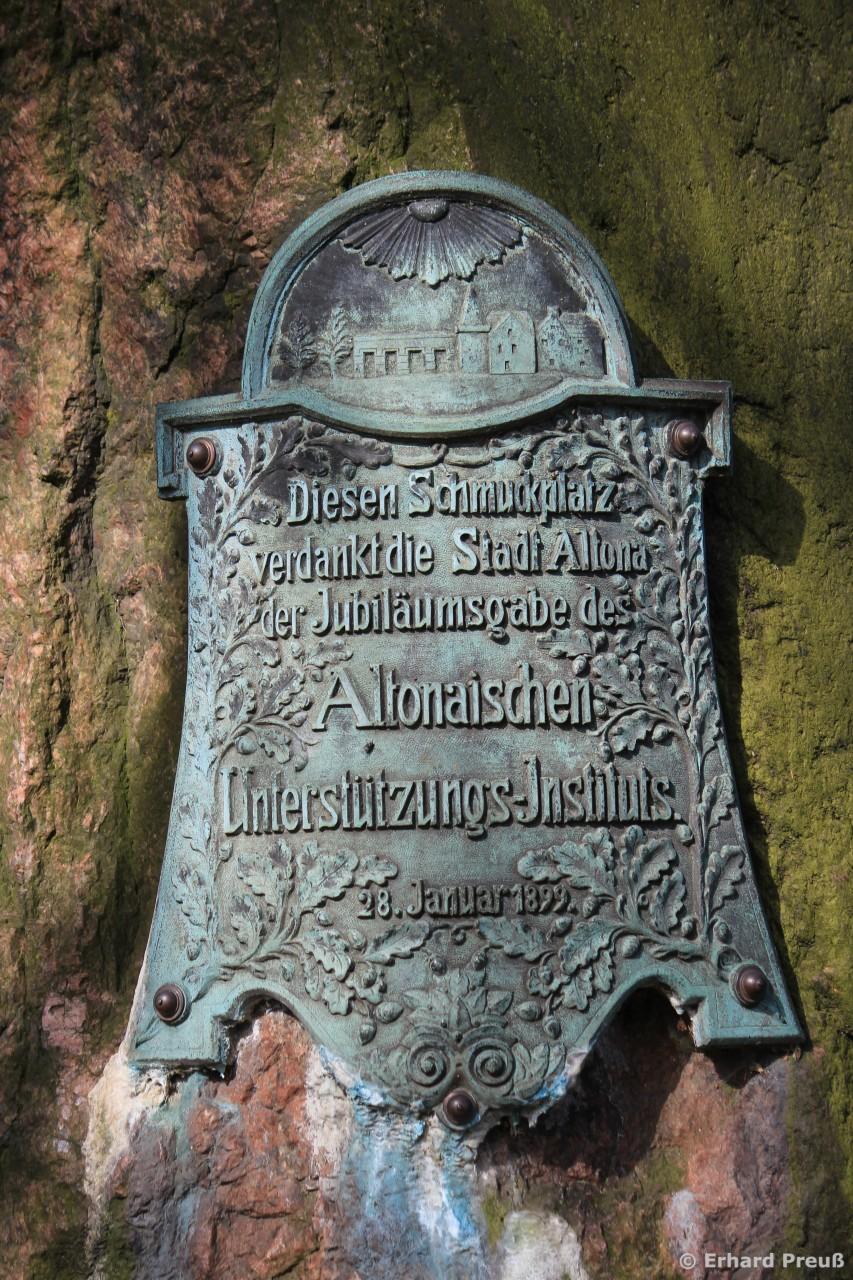 Diesen Schmuckplatz
verdankt die Stadt Altona
der Jubiläumsgabe des
Altonaischen
Unterstützungs-Instituts.
28. Januar 1899.
© Erhard Preuß